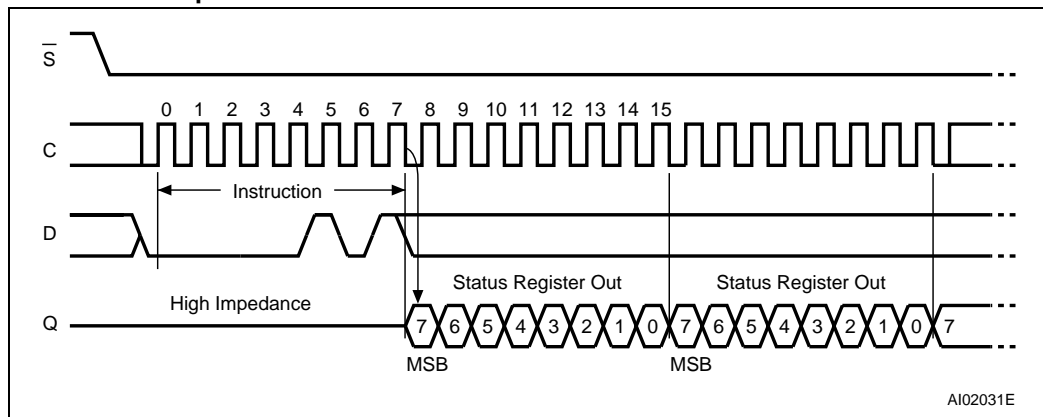 S
0 1 2 3 4 5 6 7 8 9 10 11 12 13 14 15
C
Instruction
D
Status Register Out Status Register Out
High Impedance
Q 7 6 5 4 3 2 1 0 7 6 5 4 3 2 1 0 7
MSB MSB
AI02031E